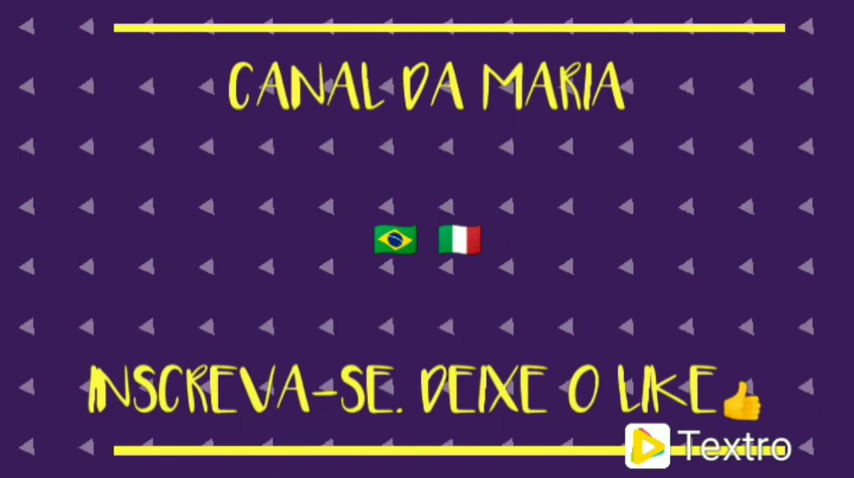 CANAL DA MARIA
🇧🇷 🇮🇹
INSCREVA-SE. DEIXE O LIKE👍
Textro